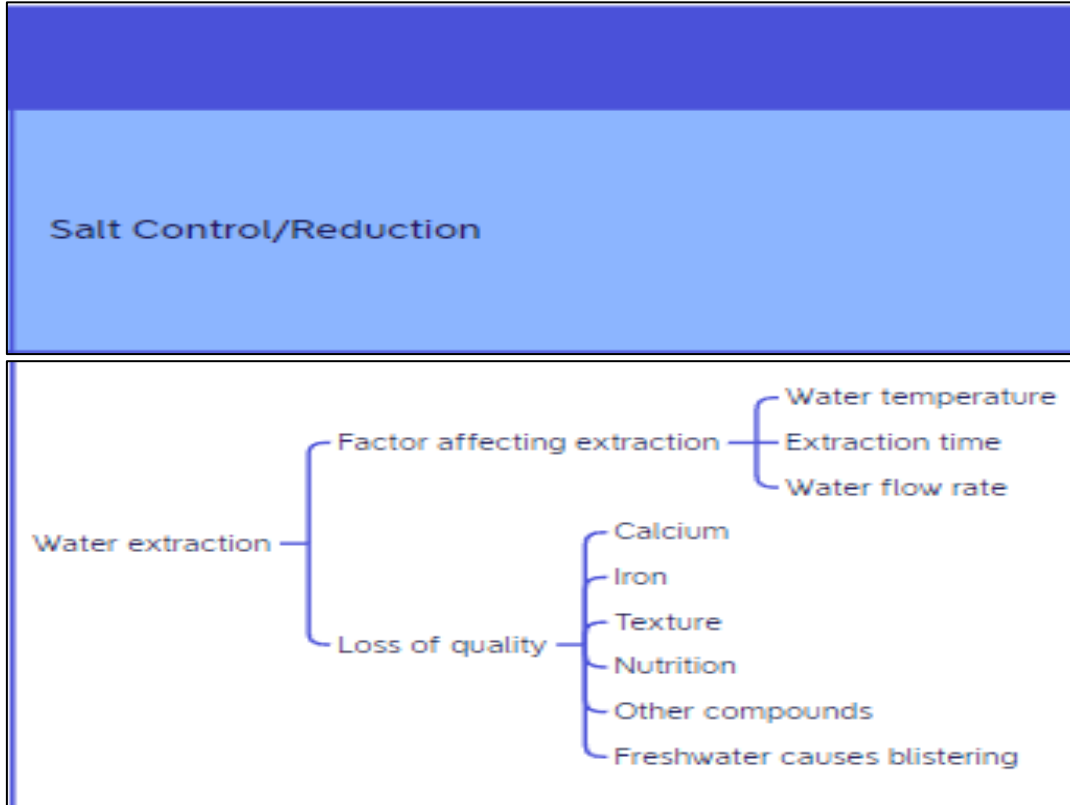 Salt Control/Reduction
Water extraction
Factor affecting extraction
Water temperature
Extraction time
Water flow rate
Loss of quality
Calcium
Iron
Texture
Nutrition
Other compounds
Freshwater causes blistering